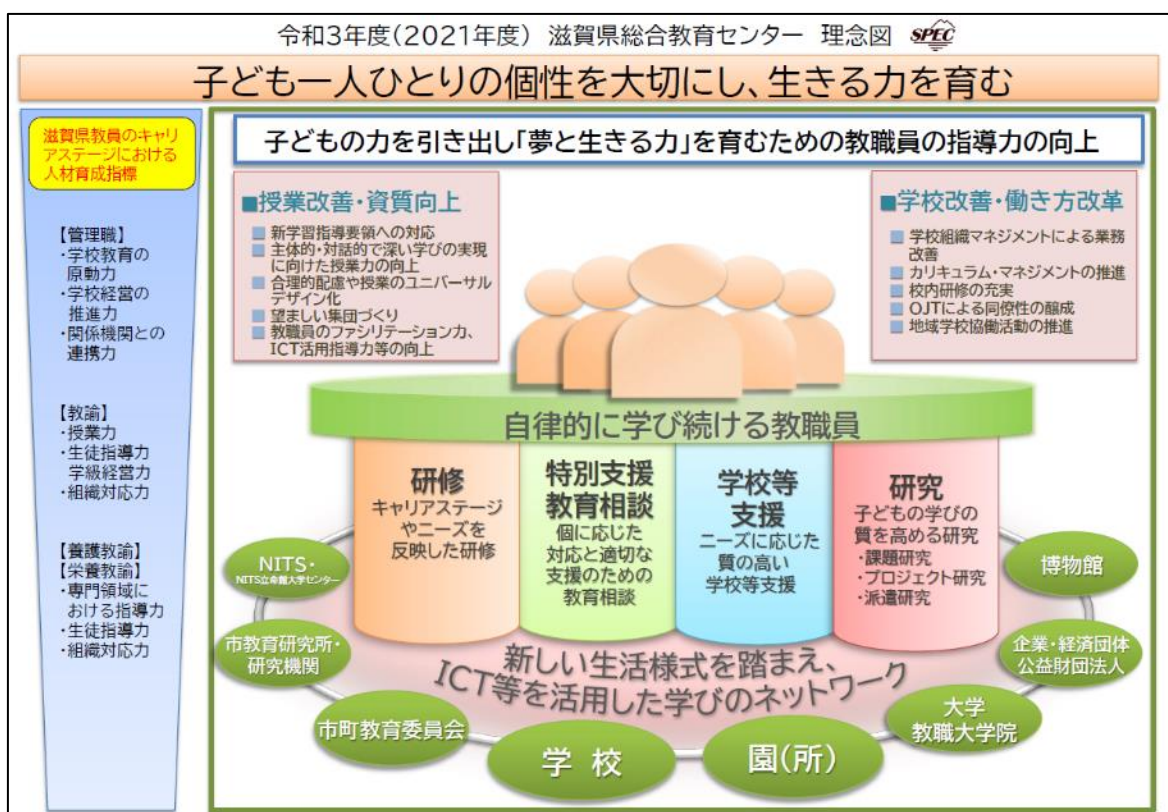 令和3年度(2021年度) 滋賀県総合教育センター 理念図 SPEC
子ども一人ひとりの個性を大切にし、生きる力を育む
滋賀県教員のキャリ
アステージにおける
人材育成指標
【管理職】
・学校教育の
原動力
・学校経営の
推進力
・関係機関との
連携力
【教諭】
・授業力
・生徒指導力
学級経営力
・組織対応力
【養護教諭】
【栄養教諭】
・専門領域に
おける指導力
・生徒指導力
・組織対応力
子どもの力を引き出し「夢と生きる力」を育むための教職員の指導力の向上
■授業改善・資質向上
■ 新学習指導要領への対応
■ 主体的・対話的で深い学びの実現
に向けた授業力の向上
■ 合理的配慮や授業のユニバーサル
デザイン化
■ 望ましい集団づくり
■ 教職員のファシリテーション力、
ICT活用指導力等の向上
■学校改善・働き方改革
■ 学校組織マネジメントによる業務
改善
■ カリキュラム・マネジメントの推進
■ 校内研修の充実
■ OJTによる同僚性の醸成
■ 地域学校協働活動の推進
自律的に学び続ける教職員
研修
キャリアステージ
やニーズを
反映した研修
特別支援
教育相談
個に応じた
対応と適切な
支援のための
教育相談
学校等
支援
ニーズに応じた
質の高い
学校等支援
研究
子どもの学びの
質を高める研究
・課題研究
・プロジェクト研究
・派遣研究
新しい生活様式を踏まえ、
ICT等を活用した学びのネットワーク
NITS・
NITS立命館大学センター
市教育研究所・
研究機関
市町教育委員会
学 校
園(所)
大学
教職大学院
企業・経済団体
公益財団法人
博物館